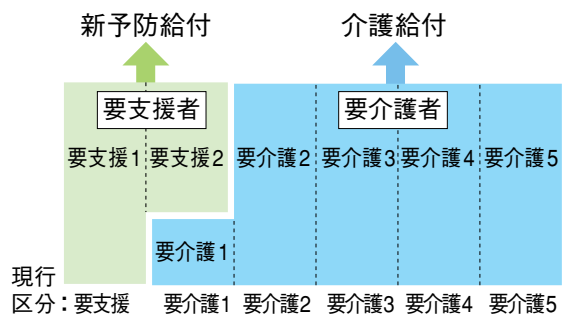 新予防給付 介護給付
要支援者 要介護者
要支援1 要支援2 要介護2 要介護3 要介護4 要介護5
要介護1
現行
区分：要支援 要介護1 要介護2 要介護3 要介護4 要介護5